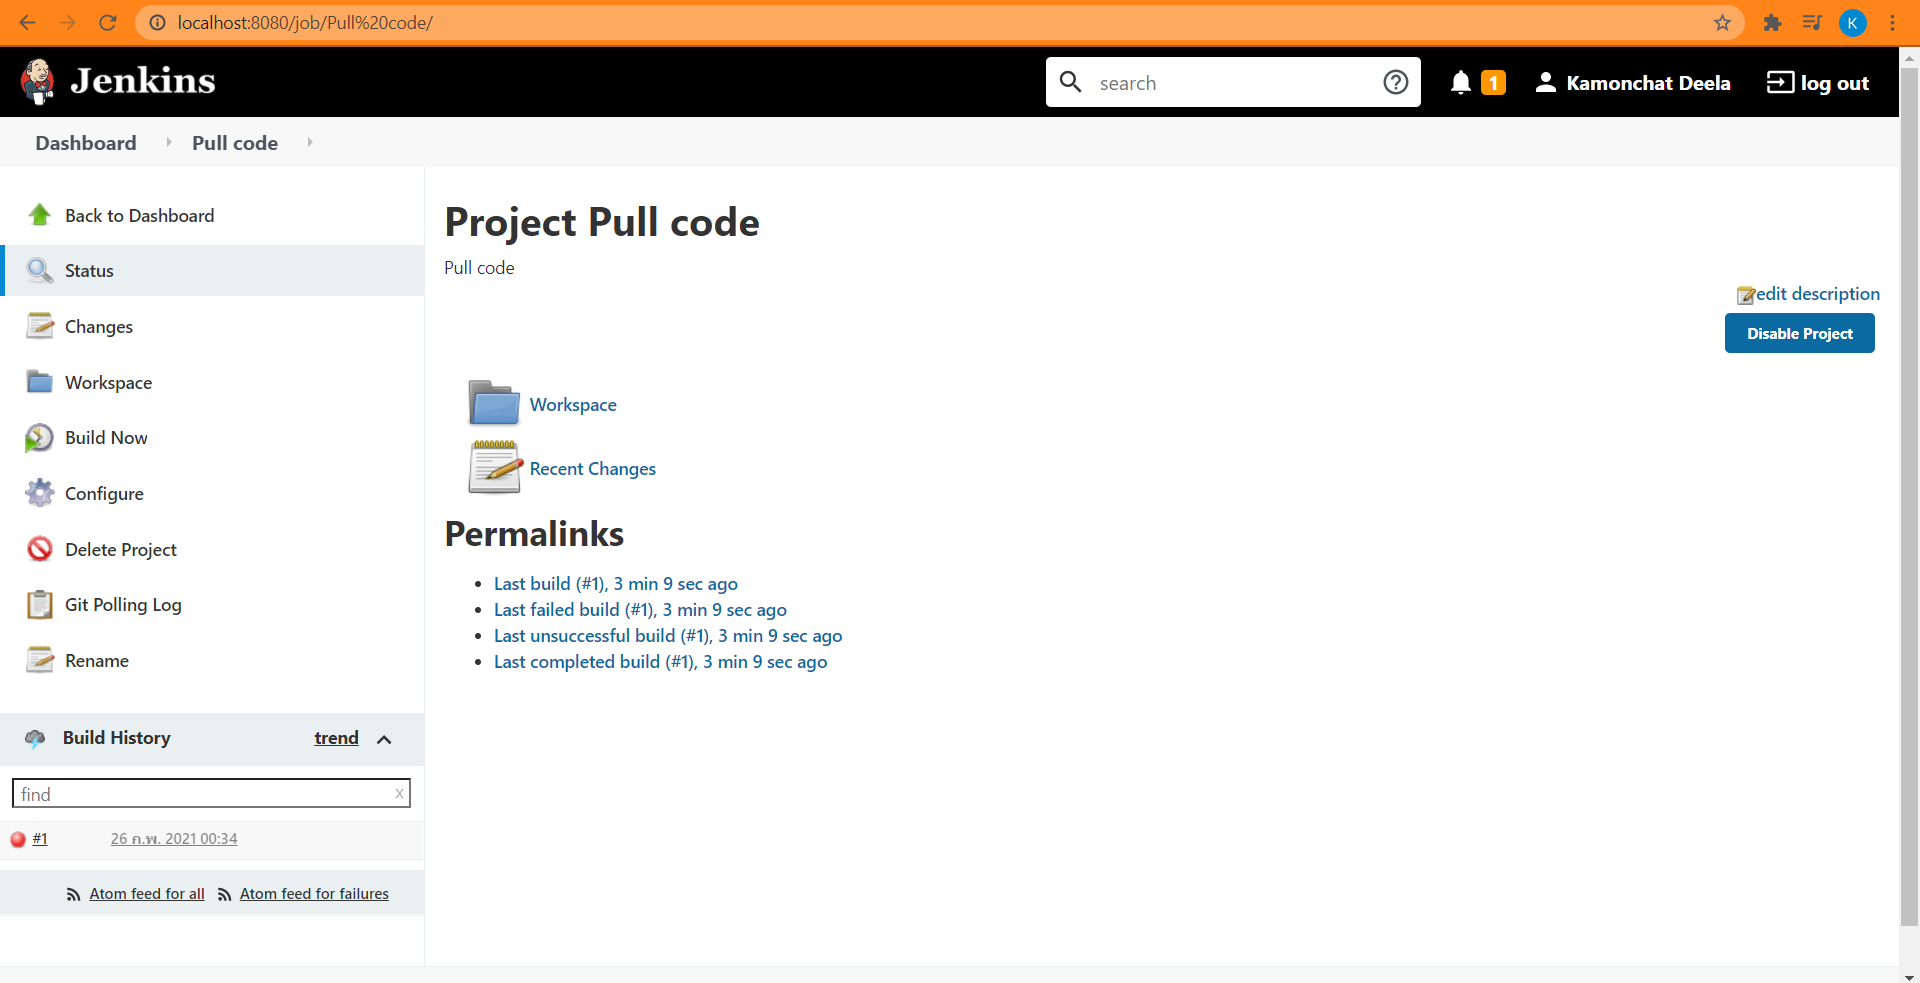 localhost:8080/job/Pull%20code/
K
Jenkins
search
1
Kamonchat Deela
log out
Dashboard
Pull code
Back to Dashboard
Status
Changes
Workspace
Build Now
Configure
Delete Project
Git Polling Log
Rename
Build History
trend
find
x
#1
26 ก.พ. 2021 00:34
Atom feed for all
Atom feed for failures
Project Pull code
Pull code
edit description
Disable Project
Workspace
Recent Changes
Permalinks
Last build (#1), 3 min 9 sec ago
Last failed build (#1), 3 min 9 sec ago
Last unsuccessful build (#1), 3 min 9 sec ago
Last completed build (#1), 3 min 9 sec ago